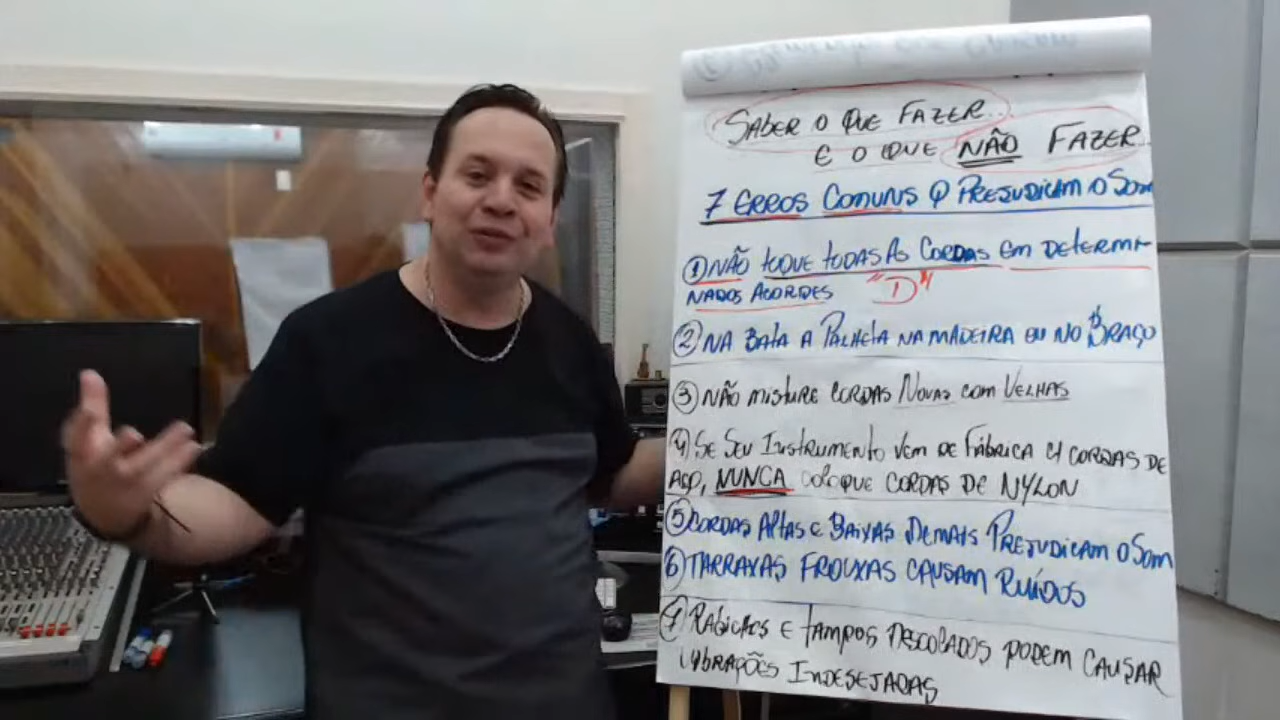 SABER O QUE FAZER...
E O QUE NÃO FAZER...
7 ERROS COMUNS Q PREJUDICAM O SOM
① NÃO TOQUE TODAS AS CORDAS EM DETERMI-
NADOS ACORDES "D"
② NA BATA A PALHETA NA MADEIRA OU NO BRAÇO
③ NÃO MISTURE CORDAS NOVAS COM VELHAS
④ SE SEU INSTRUMENTO VEM DE FÁBRICA C/ CORDAS DE
AÇO, NUNCA COLOQUE CORDAS DE NYLON
⑤ CORDAS ALTAS E BAIXAS DEMAIS PREJUDICAM O SOM
⑥ TARRAXAS FROUXAS CAUSAM RUÍDOS
⑦ E TAMPOS DESCOLADOS PODEM CAUSAR
VIBRAÇÕES INDESEJADAS